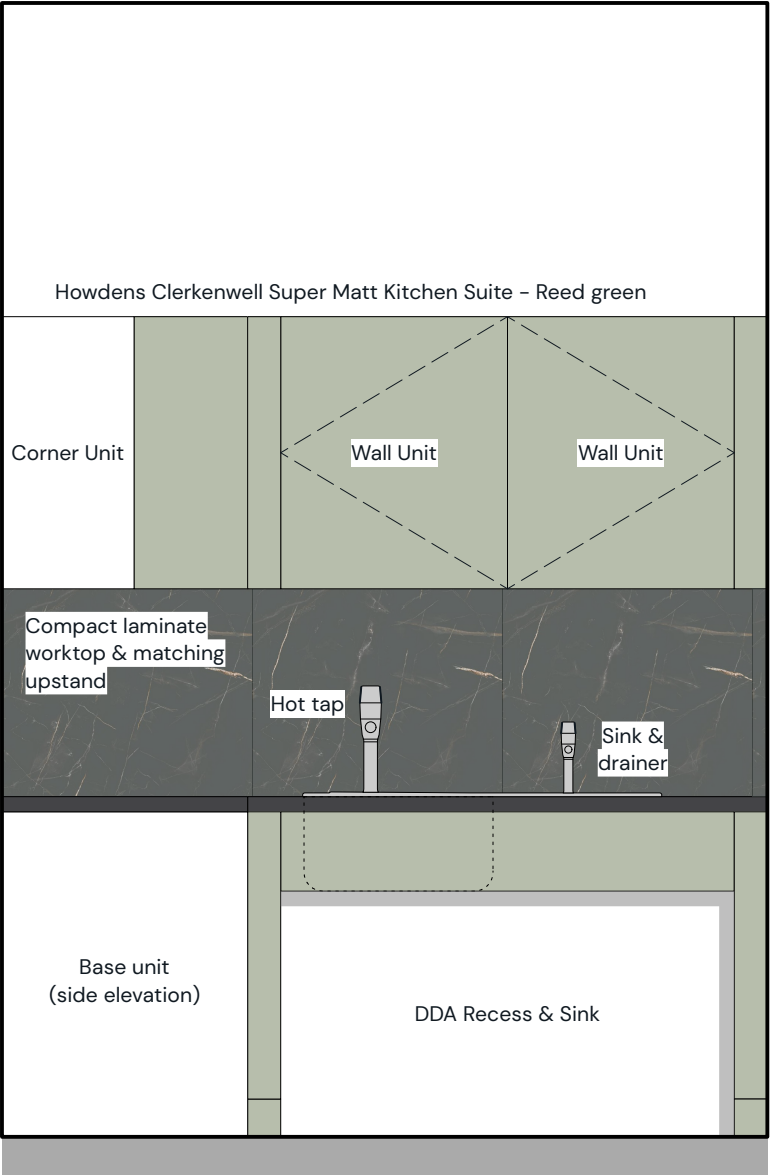 Howdens Clerkenwell Super Matt Kitchen Suite - Reed green
Corner Unit
Wall Unit
Wall Unit
Compact laminate
worktop & matching
upstand
Hot tap
Sink &
drainer
Base unit
(side elevation)
DDA Recess & Sink